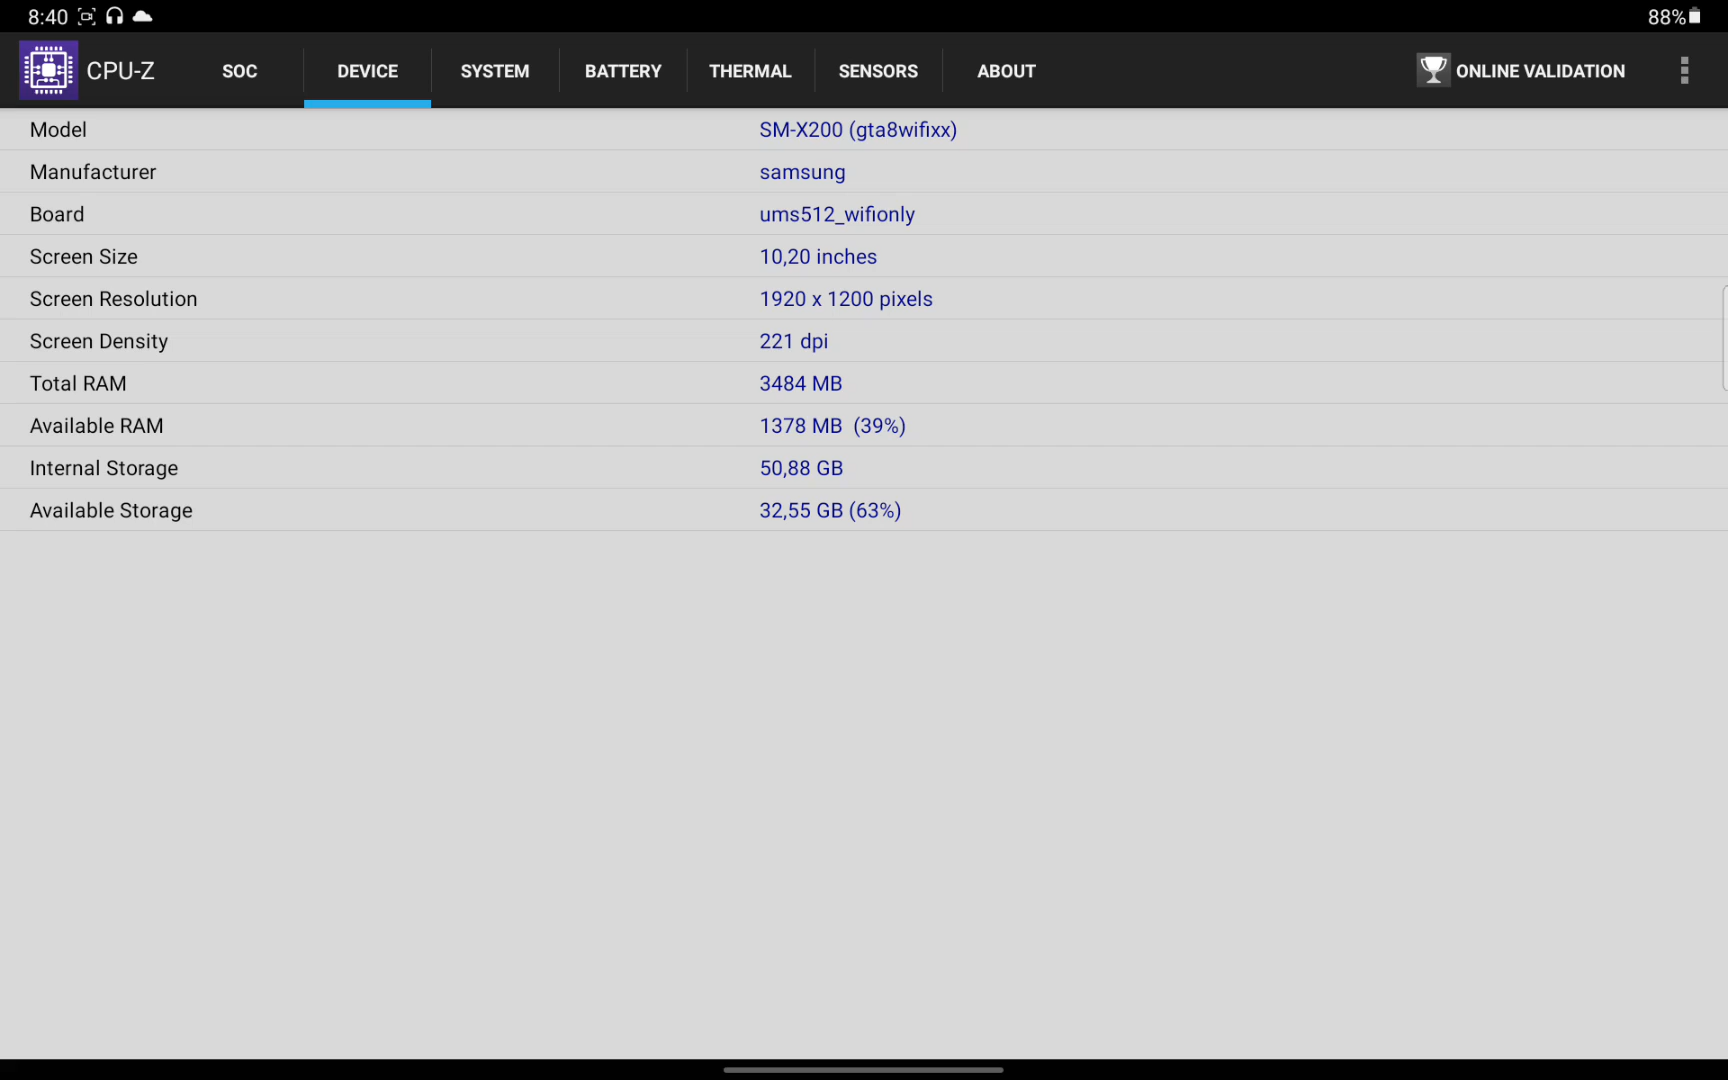 8:40 88%
CPU-Z SOC DEVICE SYSTEM BATTERY THERMAL SENSORS ABOUT ONLINE VALIDATION
Model SM-X200 (gta8wifixx)
Manufacturer samsung
Board ums512_wifionly
Screen Size 10,20 inches
Screen Resolution 1920 x 1200 pixels
Screen Density 221 dpi
Total RAM 3484 MB
Available RAM 1378 MB (39%)
Internal Storage 50,88 GB
Available Storage 32,55 GB (63%)